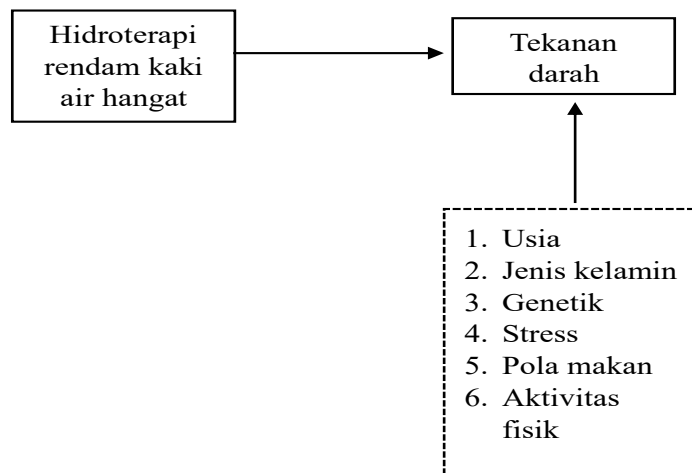 Hidroterapi
rendam kaki
air hangat
Tekanan
darah
1. Usia
2. Jenis kelamin
3. Genetik
4. Stress
5. Pola makan
6. Aktivitas
fisik